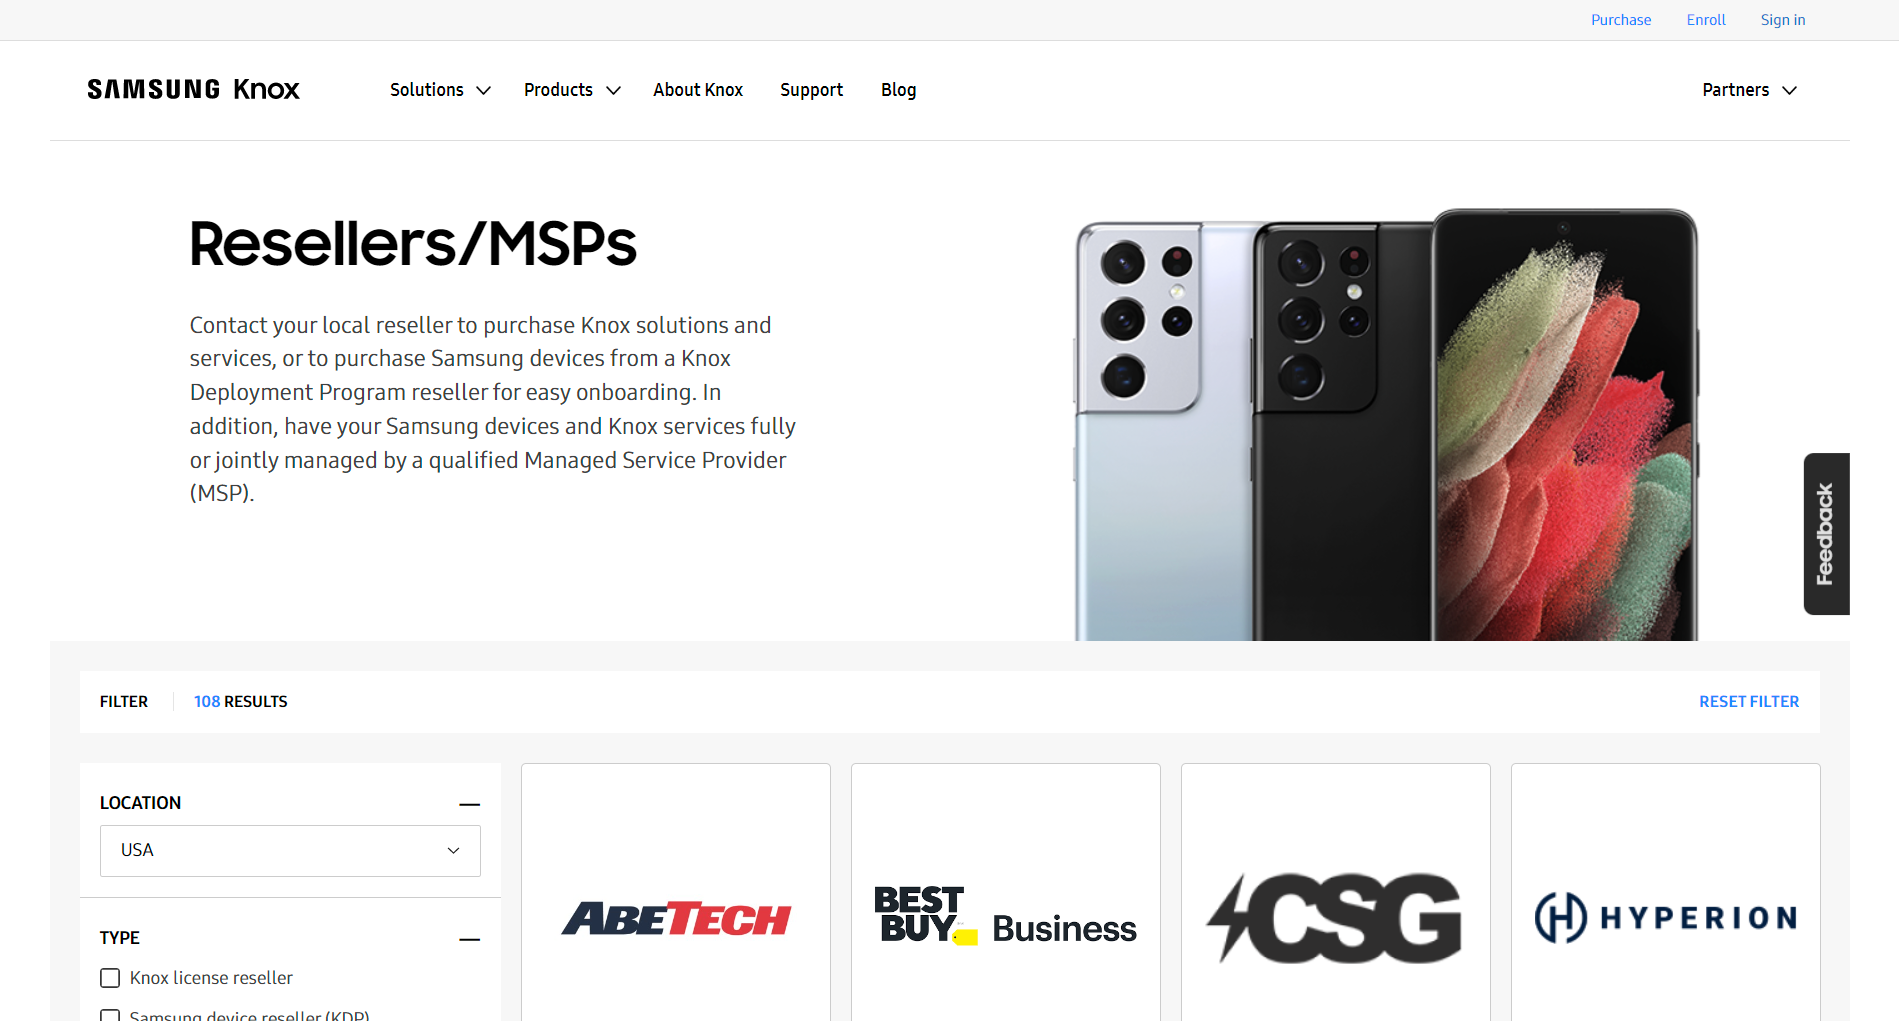 Purchase Enroll Sign in
SAMSUNG Knox Solutions Products About Knox Support Blog Partners
Resellers/MSPs
Contact your local reseller to purchase Knox solutions and
services, or to purchase Samsung devices from a Knox
Deployment Program reseller for easy onboarding. In
addition, have your Samsung devices and Knox services fully
or jointly managed by a qualified Managed Service Provider
(MSP).
Feedback
FILTER 108 RESULTS RESET FILTER
LOCATION
USA
TYPE
Knox license reseller
Samsung device reseller (KDP)
ABETECH
BEST
BUY Business
CSG
HYPERION